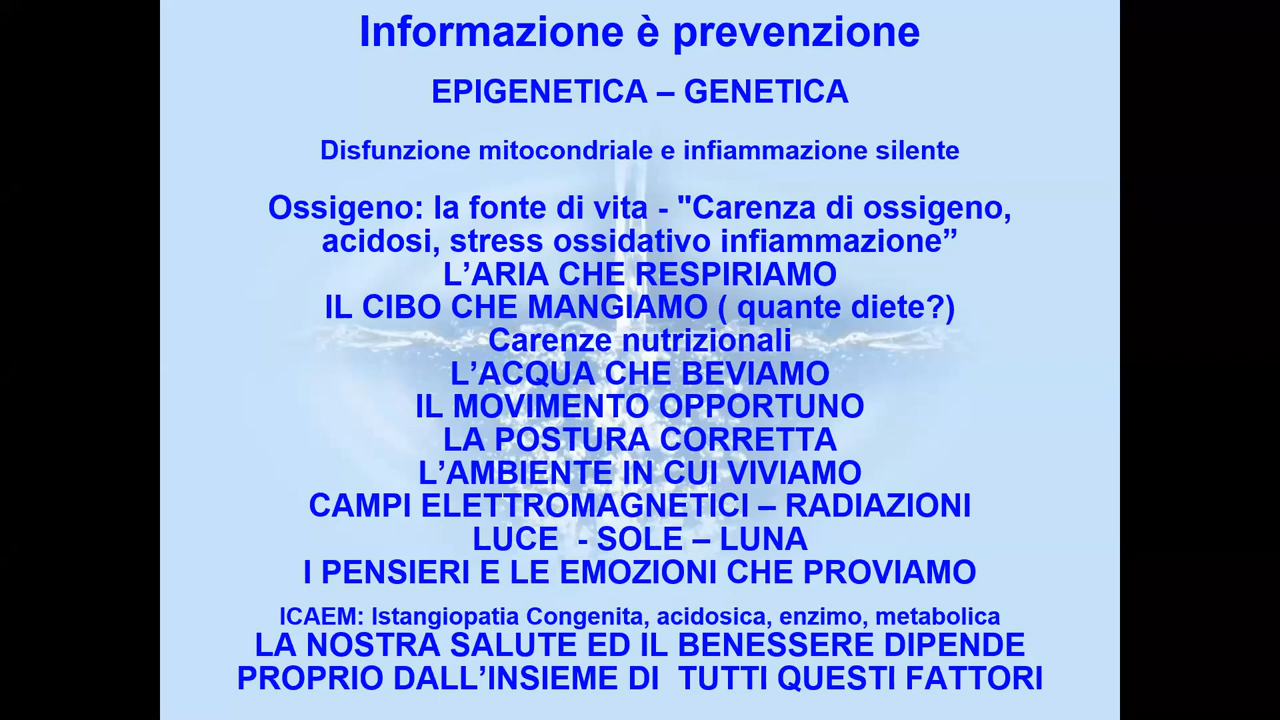 Informazione è prevenzione
EPIGENETICA – GENETICA
Disfunzione mitocondriale e infiammazione silente
Ossigeno: la fonte di vita - "Carenza di ossigeno,
acidosi, stress ossidativo infiammazione”
L’ARIA CHE RESPIRIAMO
IL CIBO CHE MANGIAMO ( quante diete?)
Carenze nutrizionali
L’ACQUA CHE BEVIAMO
IL MOVIMENTO OPPORTUNO
LA POSTURA CORRETTA
L’AMBIENTE IN CUI VIVIAMO
CAMPI ELETTROMAGNETICI – RADIAZIONI
LUCE  - SOLE – LUNA
I PENSIERI E LE EMOZIONI CHE PROVIAMO
ICAEM: Istangiopatia Congenita, acidosica, enzimo, metabolica
LA NOSTRA SALUTE ED IL BENESSERE DIPENDE
PROPRIO DALL’INSIEME DI  TUTTI QUESTI FATTORI